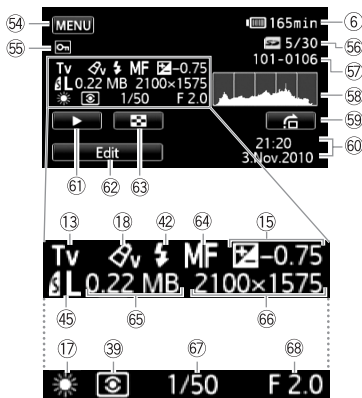 54 MENU 165min 6
55 5/30 56
101-0106 57
Tv v MF -0.75
L 0.22 MB 2100×1575 58
1/50 F 2.0
59
Edit 21:20 60
3.Nov.2010
61 62 63
13 18 42 64 15
Tv v MF -0.75
L 0.22 MB 2100×1575
45 65 66
17 39 67 68
1/50 F 2.0